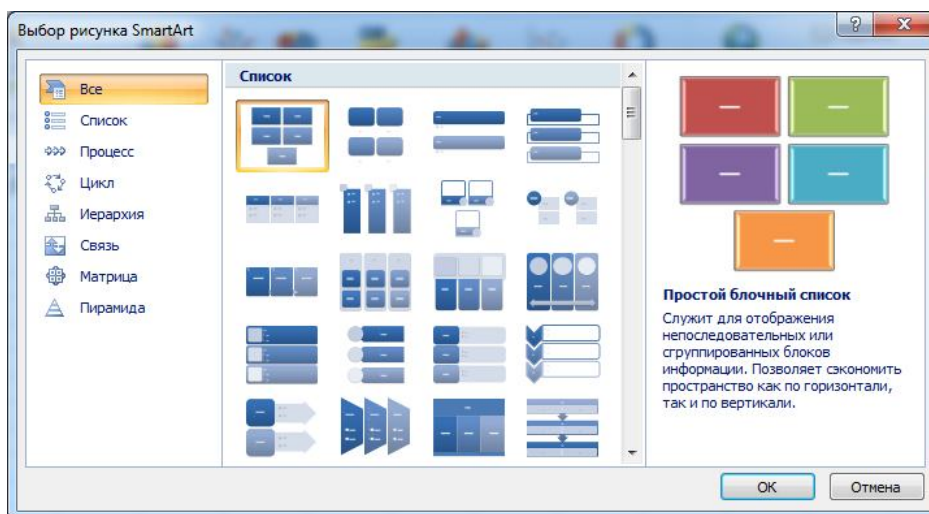 Выбор рисунка SmartArt
Все
Список
Процесс
Цикл
Иерархия
Связь
Матрица
Пирамида
Список
Простой блочный список
Служит для отображения
непоследовательных или
сгруппированных блоков
информации. Позволяет сэкономить
пространство как по горизонтали,
так и по вертикали.
ОК
Отмена